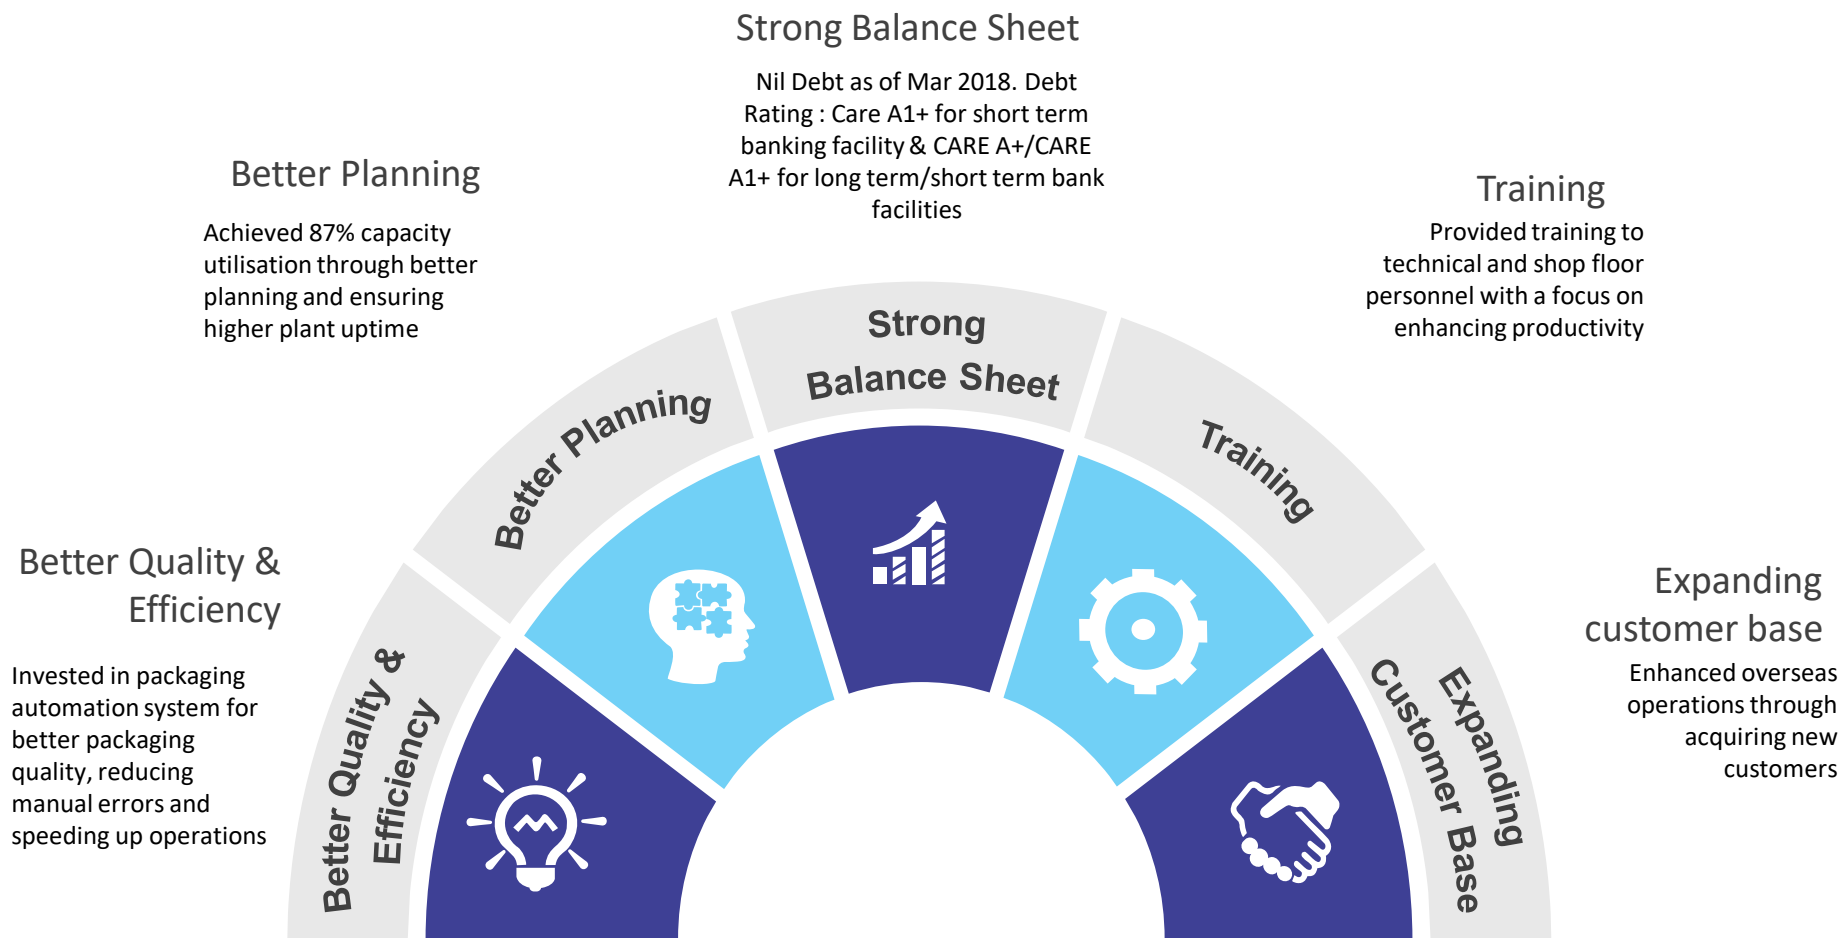 Strong Balance Sheet
Nil Debt as of Mar 2018. Debt
Rating : Care A1+ for short term
banking facility & CARE A+/CARE
A1+ for long term/short term bank
facilities
Better Planning
Achieved 87% capacity
utilisation through better
planning and ensuring
higher plant uptime
Training
Provided training to
technical and shop floor
personnel with a focus on
enhancing productivity
Better Quality &
Efficiency
Invested in packaging
automation system for
better packaging
quality, reducing
manual errors and
speeding up operations
Expanding
customer base
Enhanced overseas
operations through
acquiring new
customers
Better Quality &
Efficiency
Better Planning
Strong
Balance Sheet
Training
Expanding
Customer Base